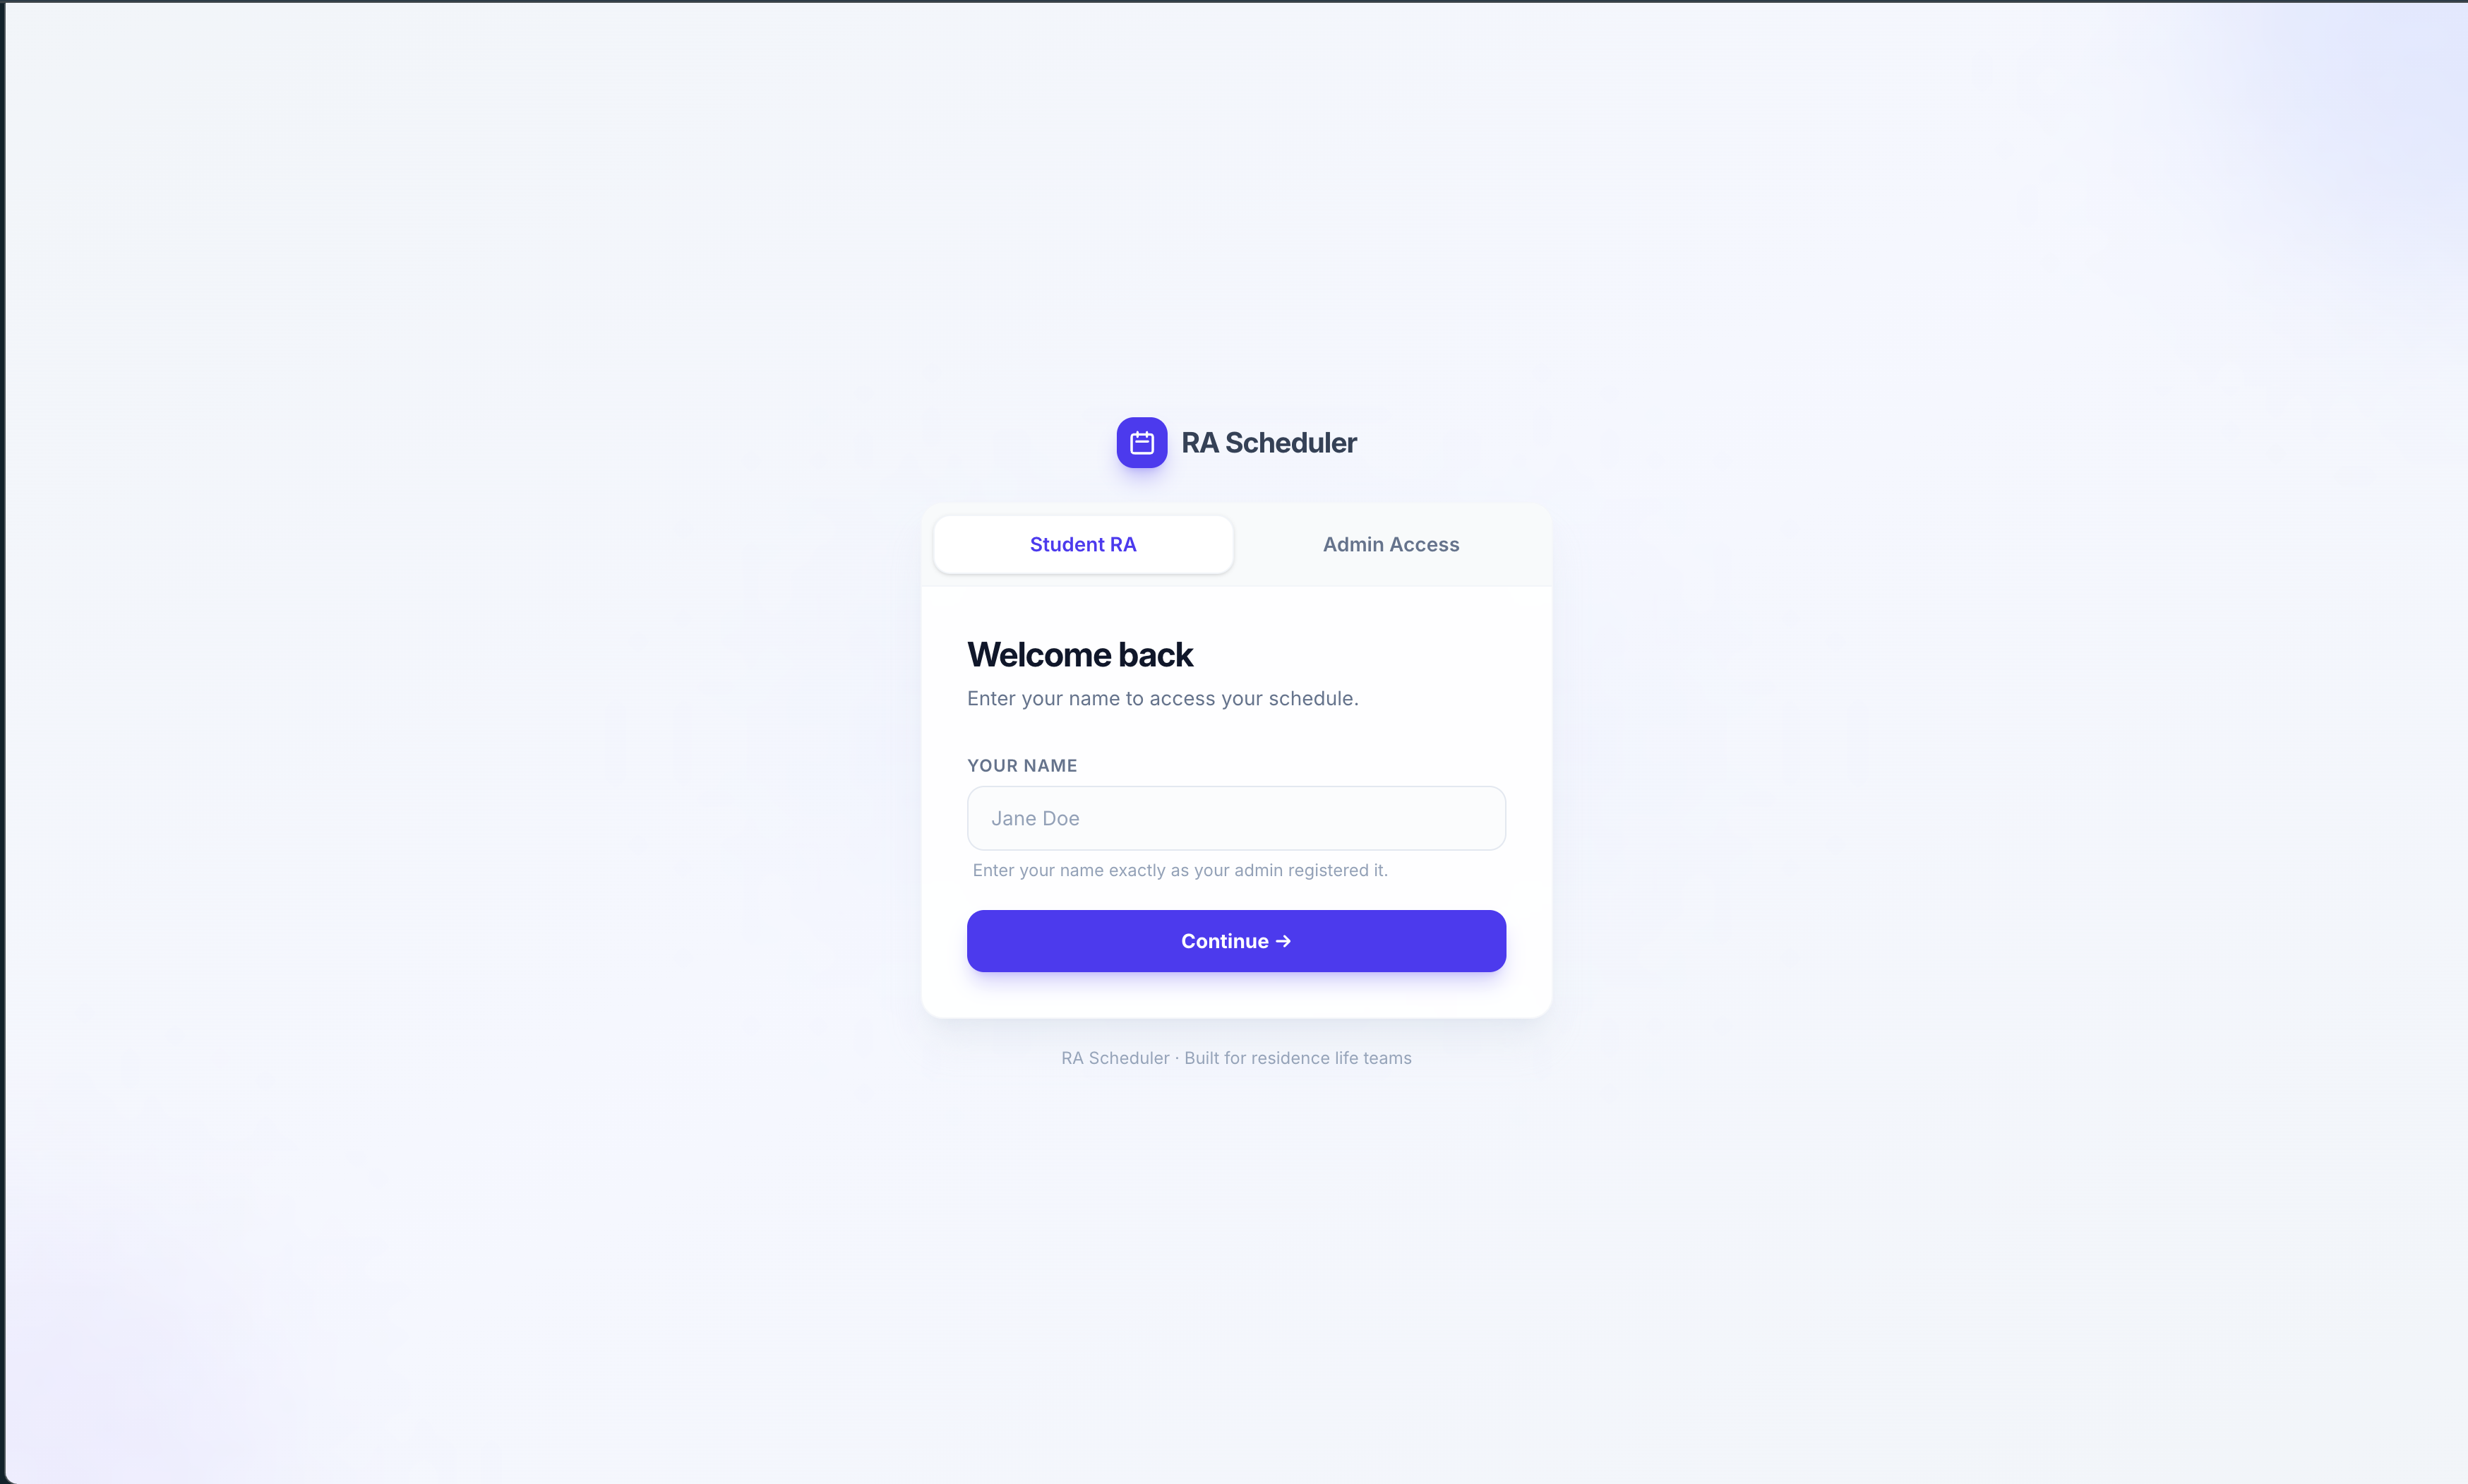 RA Scheduler
Student RA
Admin Access
Welcome back
Enter your name to access your schedule.
YOUR NAME
Jane Doe
Enter your name exactly as your admin registered it.
Continue →
RA Scheduler · Built for residence life teams